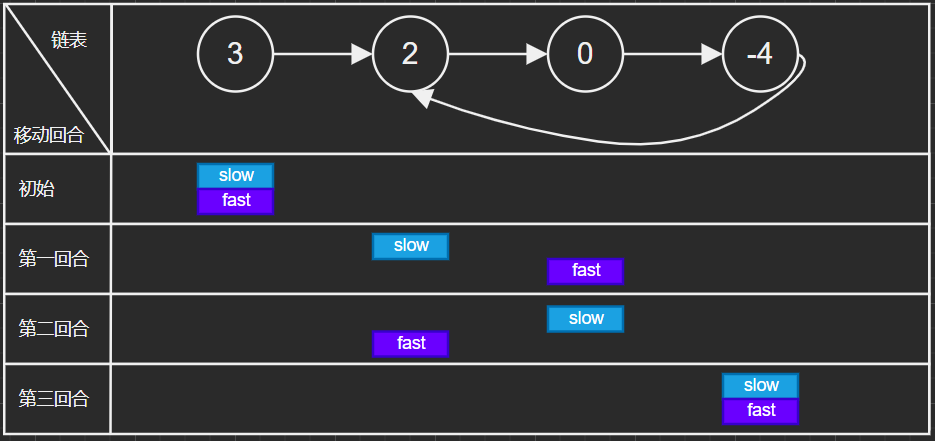 链表
3 2 0 -4
移动回合
初始
slow
fast
第一回合
slow
fast
第二回合
slow
fast
第三回合
slow
fast